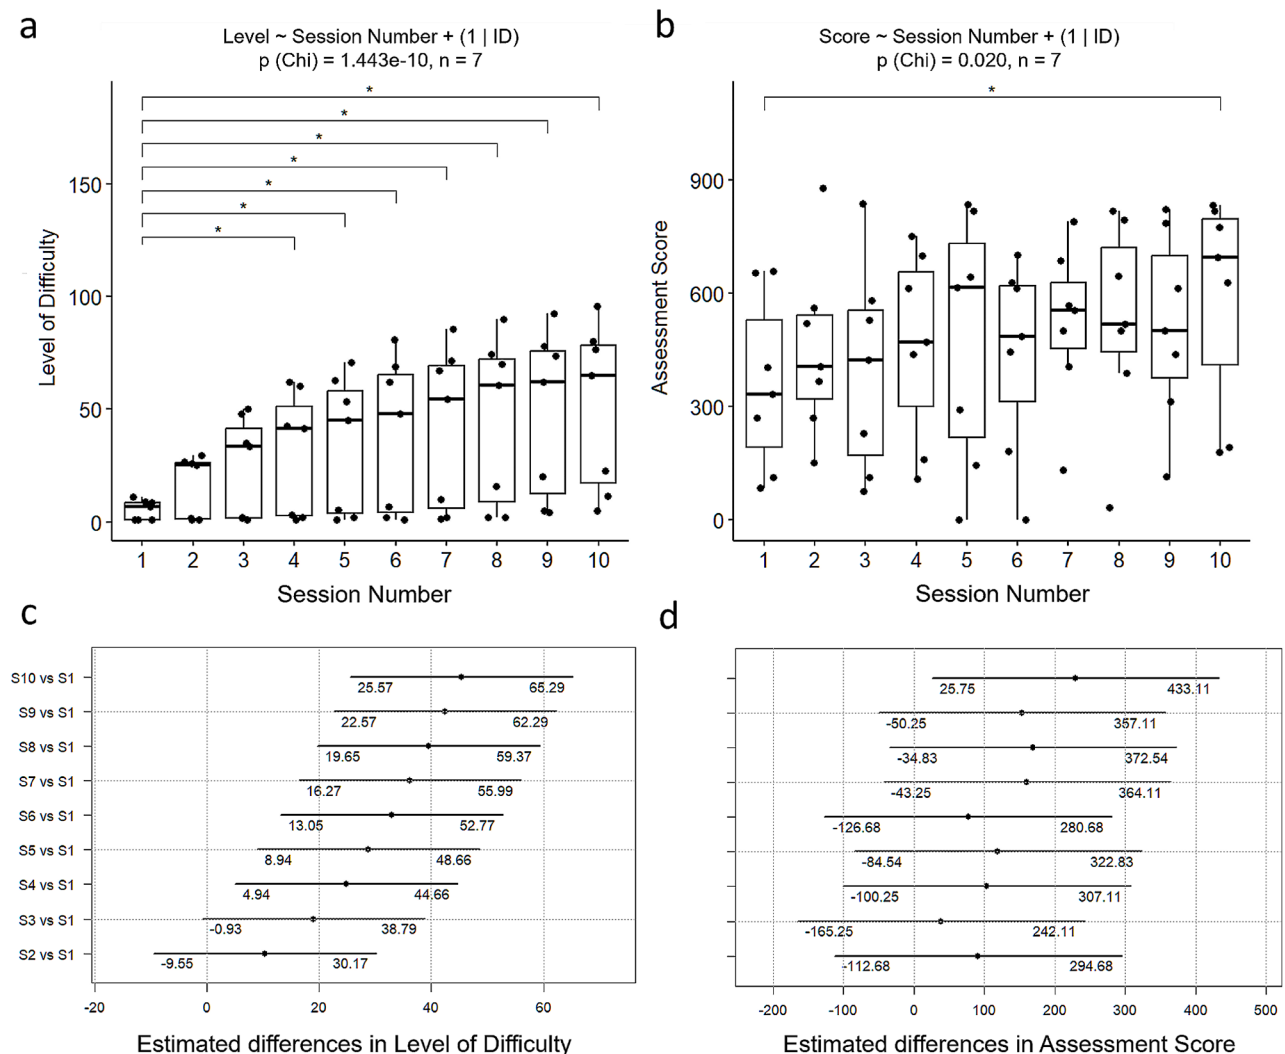 a
Level ~ Session Number + (1 | ID)
p (Chi) = 1.443e-10, n = 7
*
*
*
*
*
*
*
150
100
50
0
Level of Difficulty
1 2 3 4 5 6 7 8 9 10
Session Number
b
Score ~ Session Number + (1 | ID)
p (Chi) = 0.020, n = 7
*
900
600
300
0
Assessment Score
1 2 3 4 5 6 7 8 9 10
Session Number
c
S10 vs S1 25.57 65.29
S9 vs S1 22.57 62.29
S8 vs S1 19.65 59.37
S7 vs S1 16.27 55.99
S6 vs S1 13.05 52.77
S5 vs S1 8.94 48.66
S4 vs S1 4.94 44.66
S3 vs S1 -0.93 38.79
S2 vs S1 -9.55 30.17
-20 0 20 40 60
Estimated differences in Level of Difficulty
d
25.75 433.11
-50.25 357.11
-34.83 372.54
-43.25 364.11
-126.68 280.68
-84.54 322.83
-100.25 307.11
-165.25 242.11
-112.68 294.68
-200 -100 0 100 200 300 400 500
Estimated differences in Assessment Score